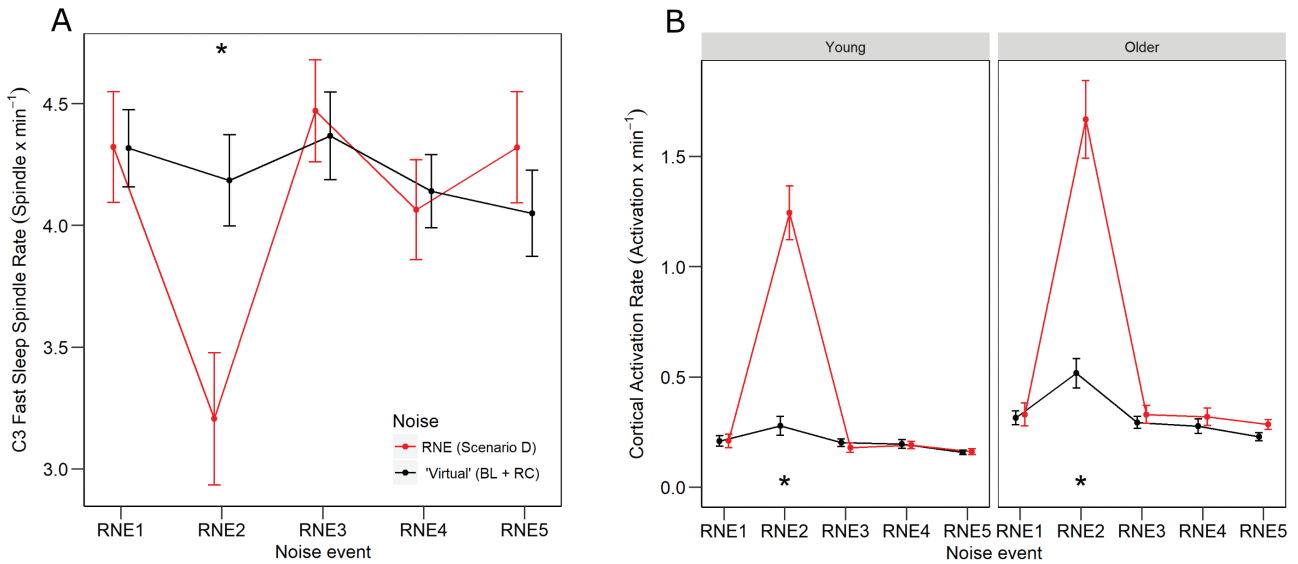 A
*
C3 Fast Sleep Spindle Rate (Spindle x min⁻¹)
4.5
4.0
3.5
3.0
Noise
RNE (Scenario D)
'Virtual' (BL + RC)
RNE1 RNE2 RNE3 RNE4 RNE5
Noise event
B
Young Older
Cortical Activation Rate (Activation x min⁻¹)
1.5
1.0
0.5
0.0
* *
RNE1 RNE2 RNE3 RNE4 RNE5 RNE1 RNE2 RNE3 RNE4 RNE5
Noise event